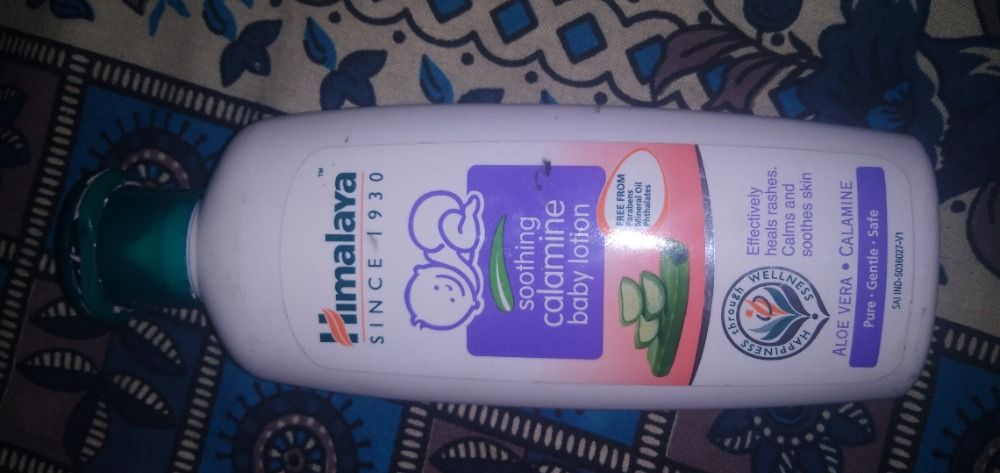 Himalaya™
SINCE 1930
soothing
calamine
baby lotion
FREE FROM
Parabens
Mineral Oil
Phthalates
Effectively
heals rashes.
Calms and
soothes skin
HAPPINESS through WELLNESS
ALOE VERA • CALAMINE
Pure • Gentle • Safe
SAI IND-5036027-V1